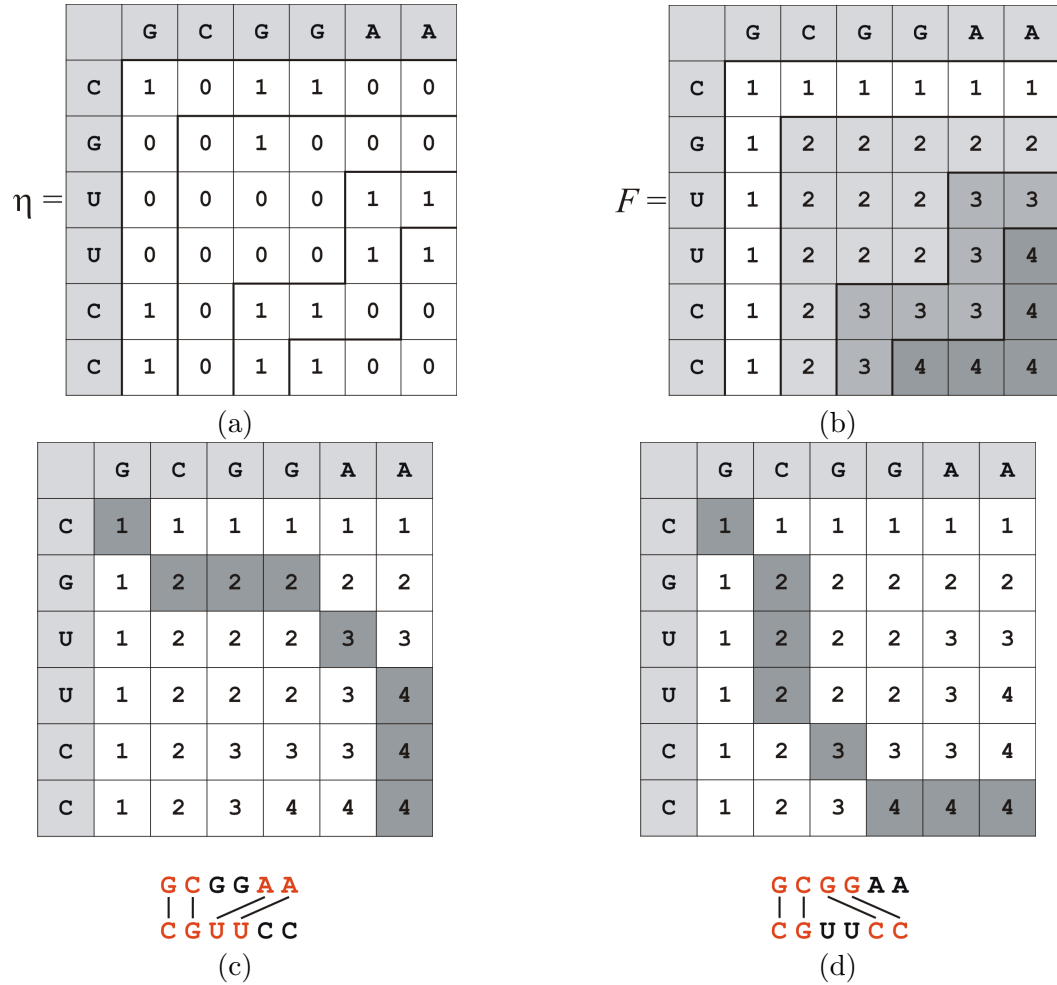 G C G G A A
C 1 0 1 1 0 0
G 0 0 1 0 0 0
η = U 0 0 0 0 1 1
U 0 0 0 0 1 1
C 1 0 1 1 0 0
C 1 0 1 1 0 0
(a)
G C G G A A
C 1 1 1 1 1 1
G 1 2 2 2 2 2
F = U 1 2 2 2 3 3
U 1 2 2 2 3 4
C 1 2 3 3 3 4
C 1 2 3 4 4 4
(b)
G C G G A A
C 1 1 1 1 1 1
G 1 2 2 2 2 2
U 1 2 2 2 3 3
U 1 2 2 2 3 4
C 1 2 3 3 3 4
C 1 2 3 4 4 4
GCGGAA
CGUUCC
(c)
G C G G A A
C 1 1 1 1 1 1
G 1 2 2 2 2 2
U 1 2 2 2 3 3
U 1 2 2 2 3 4
C 1 2 3 3 3 4
C 1 2 3 4 4 4
GCGGAA
CGUUCC
(d)